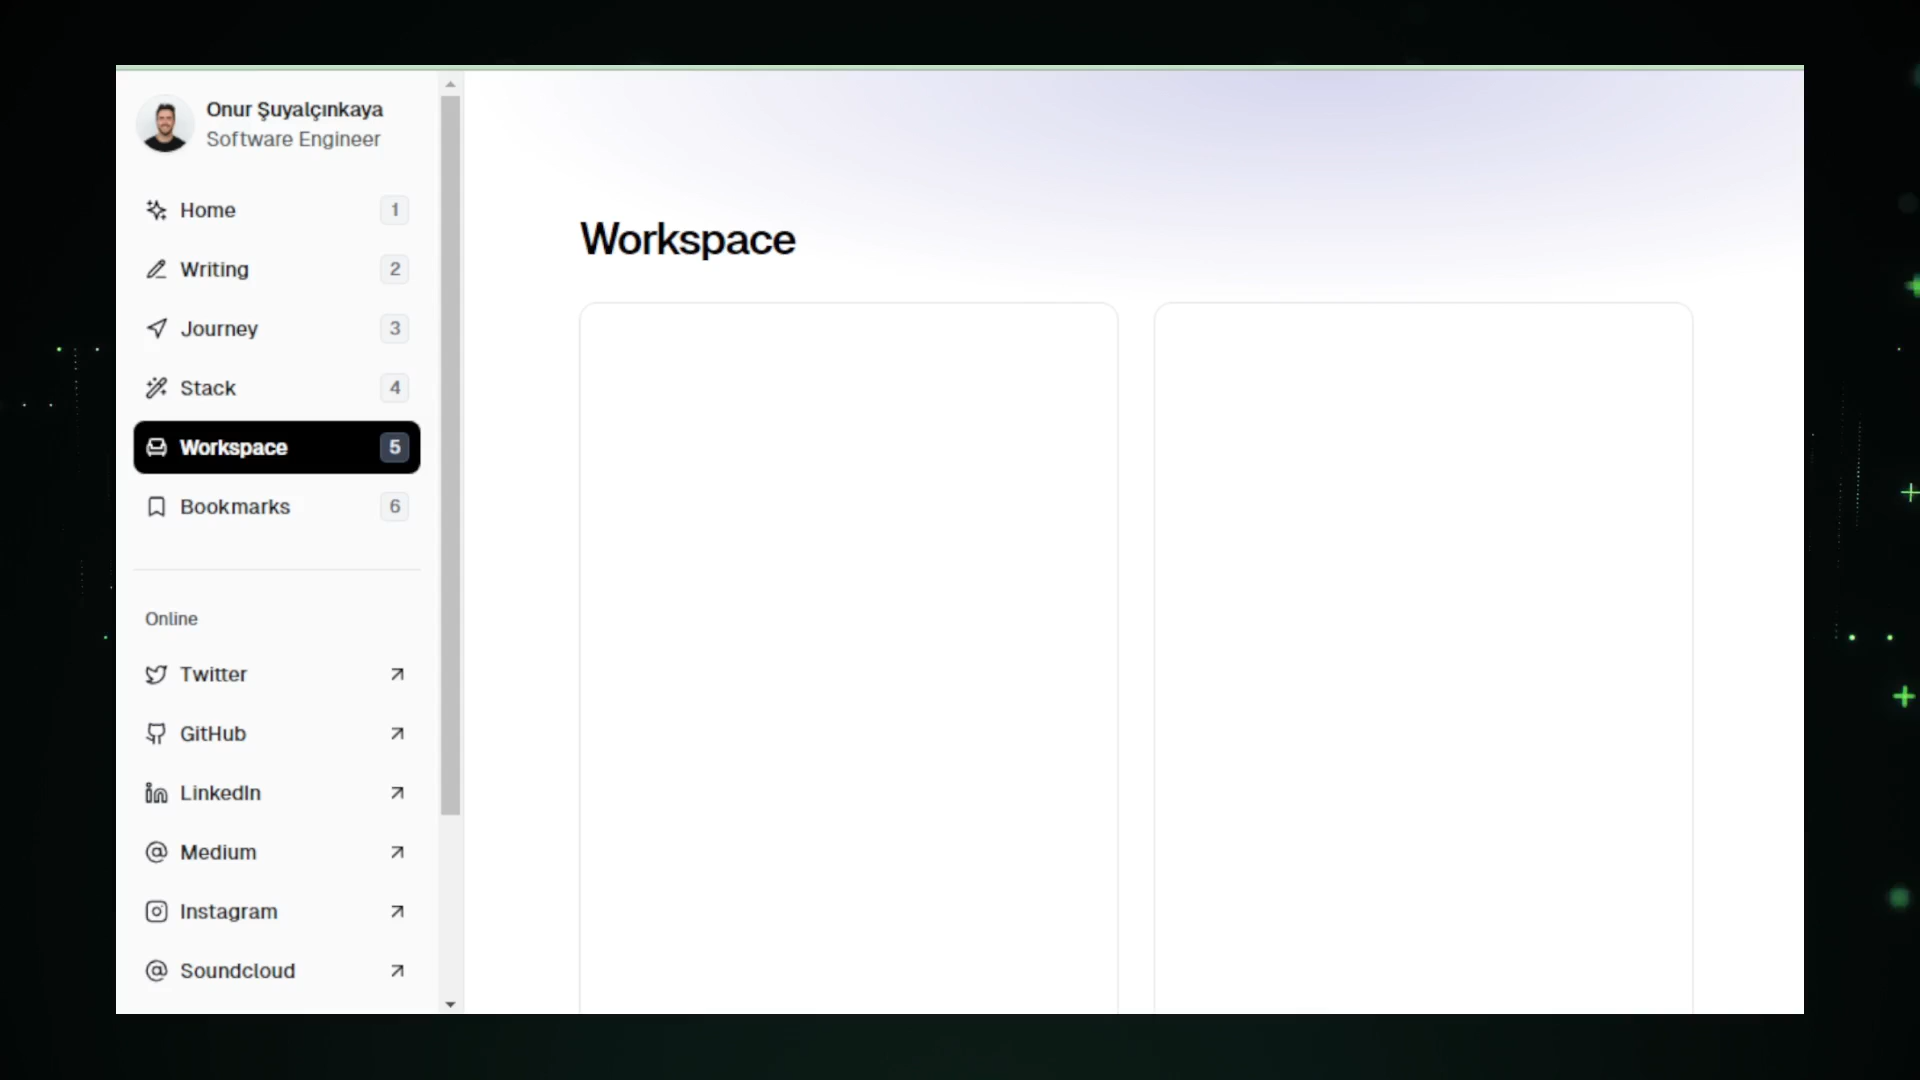 Onur Şuyalçınkaya
Software Engineer
Home 1
Writing 2
Journey 3
Stack 4
Workspace 5
Bookmarks 6
Online
Twitter
GitHub
LinkedIn
Medium
Instagram
Soundcloud
Workspace